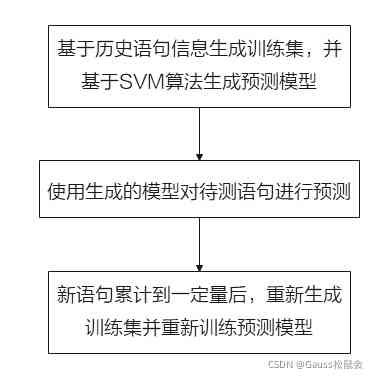 基于历史语句信息生成训练集，并
基于SVM算法生成预测模型
使用生成的模型对待测语句进行预测
新语句累计到一定量后，重新生成
训练集并重新训练预测模型
CSDN @Gauss松鼠会